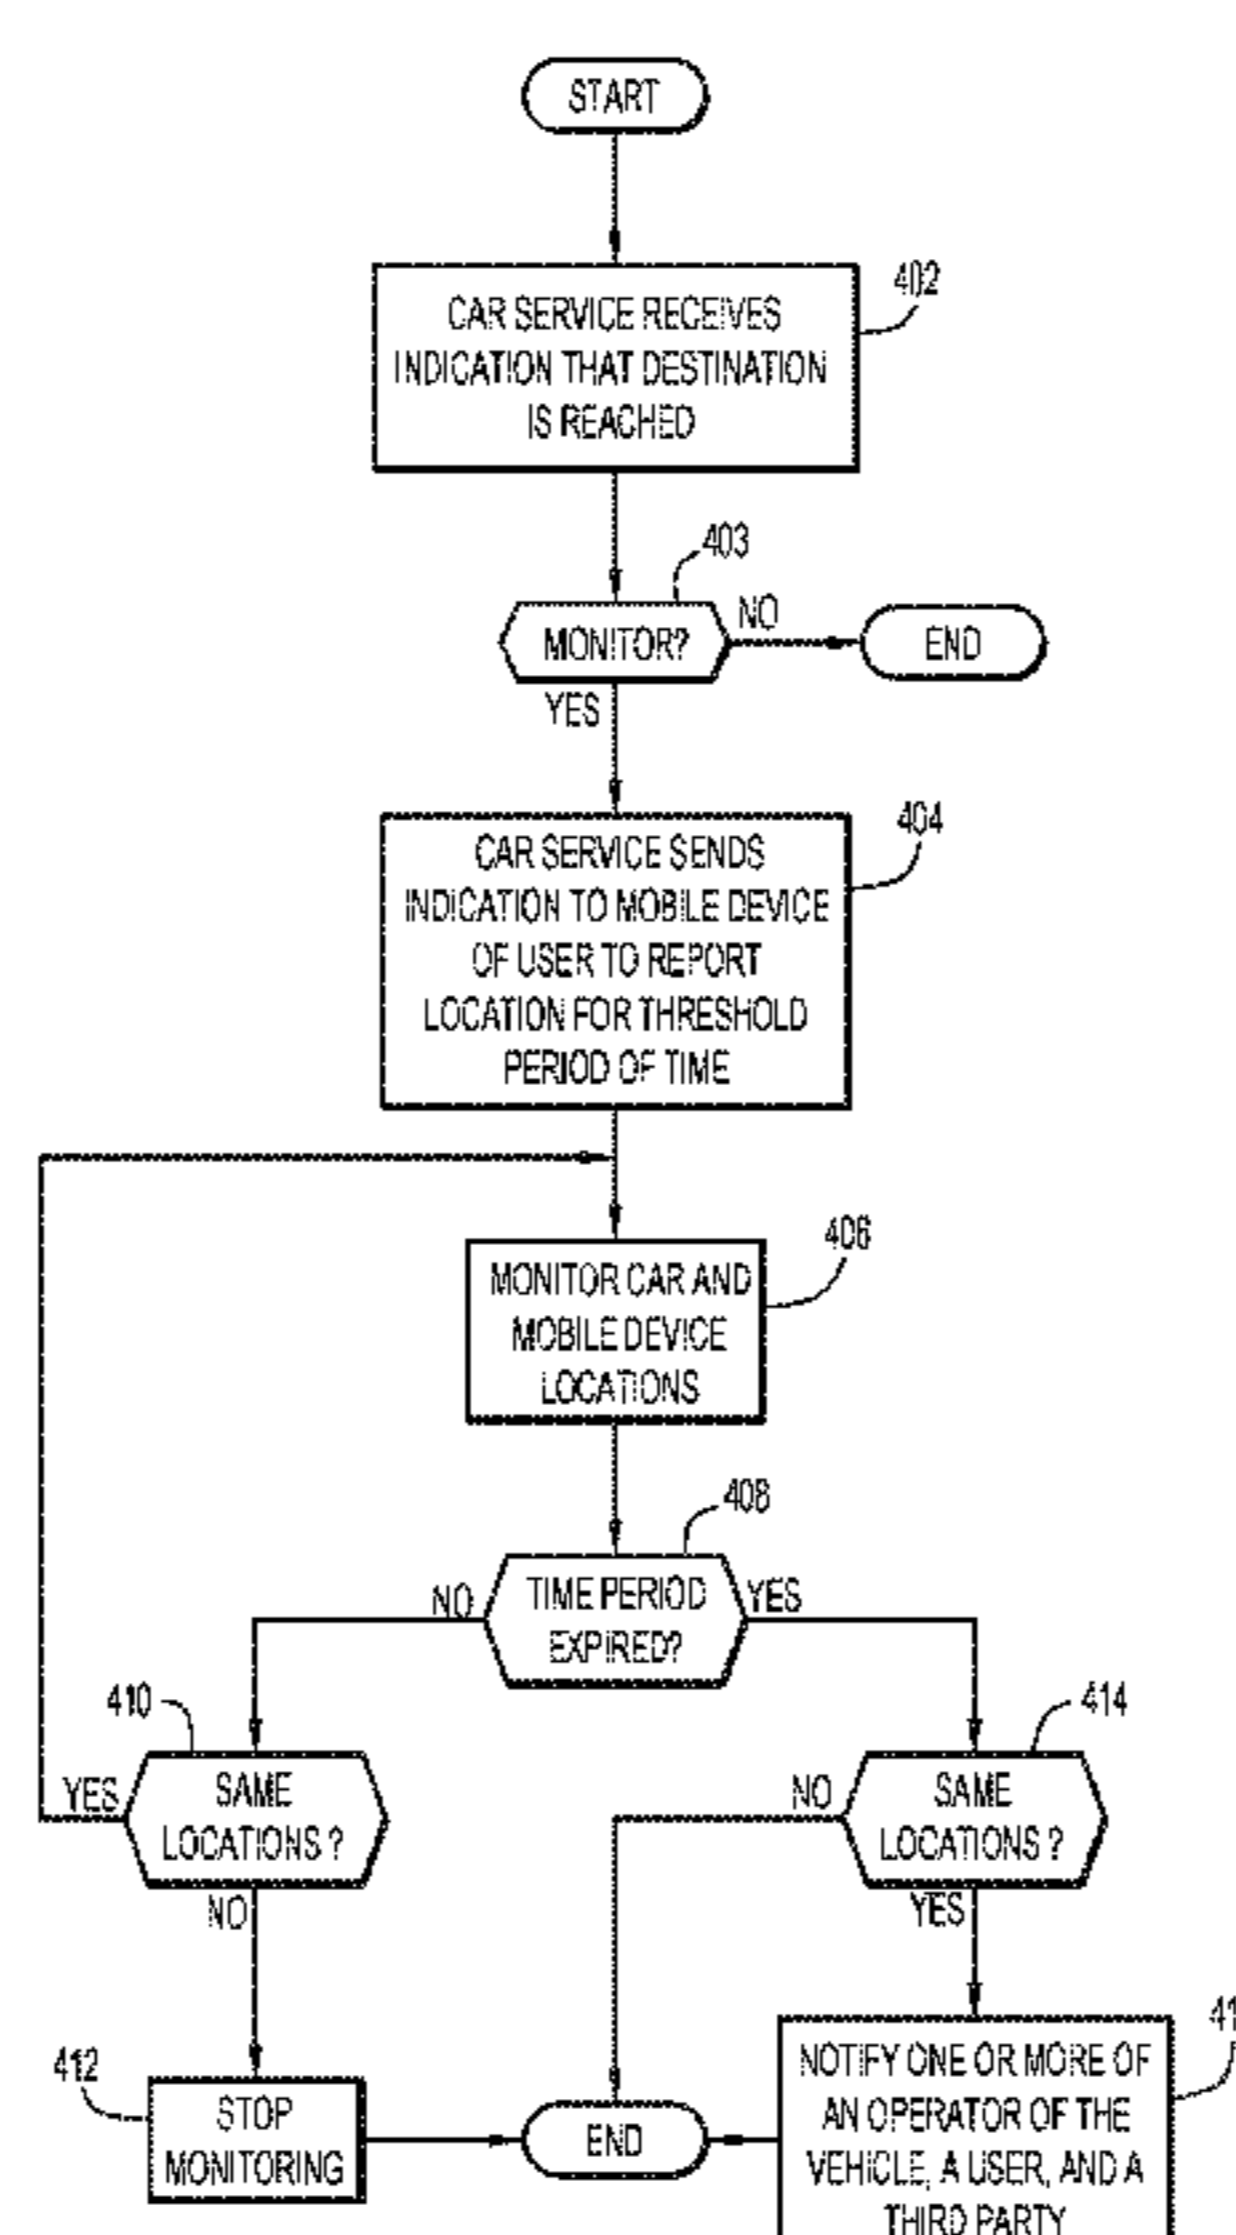 START
402
CAR SERVICE RECEIVES
INDICATION THAT DESTINATION
IS REACHED
403
MONITOR?
NO
END
YES
404
CAR SERVICE SENDS
INDICATION TO MOBILE DEVICE
OF USER TO REPORT
LOCATION FOR THRESHOLD
PERIOD OF TIME
406
MONITOR CAR AND
MOBILE DEVICE
LOCATIONS
408
NO
TIME PERIOD
EXPIRED?
YES
410
YES
SAME
LOCATIONS ?
NO
414
NO
SAME
LOCATIONS ?
YES
412
STOP
MONITORING
END
NOTIFY ONE OR MORE OF
AN OPERATOR OF THE
VEHICLE, A USER, AND A
THIRD PARTY